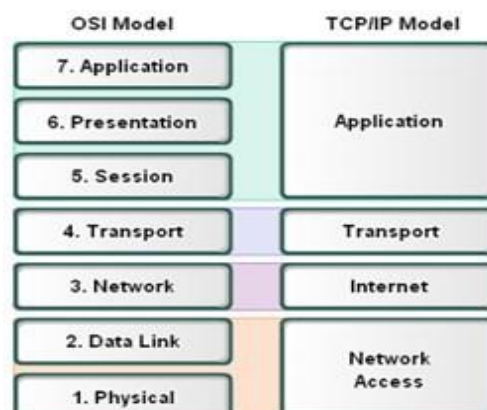 OSI Model
TCP/IP Model
7. Application
6. Presentation
5. Session
4. Transport
3. Network
2. Data Link
1. Physical
Application
Transport
Internet
Network
Access